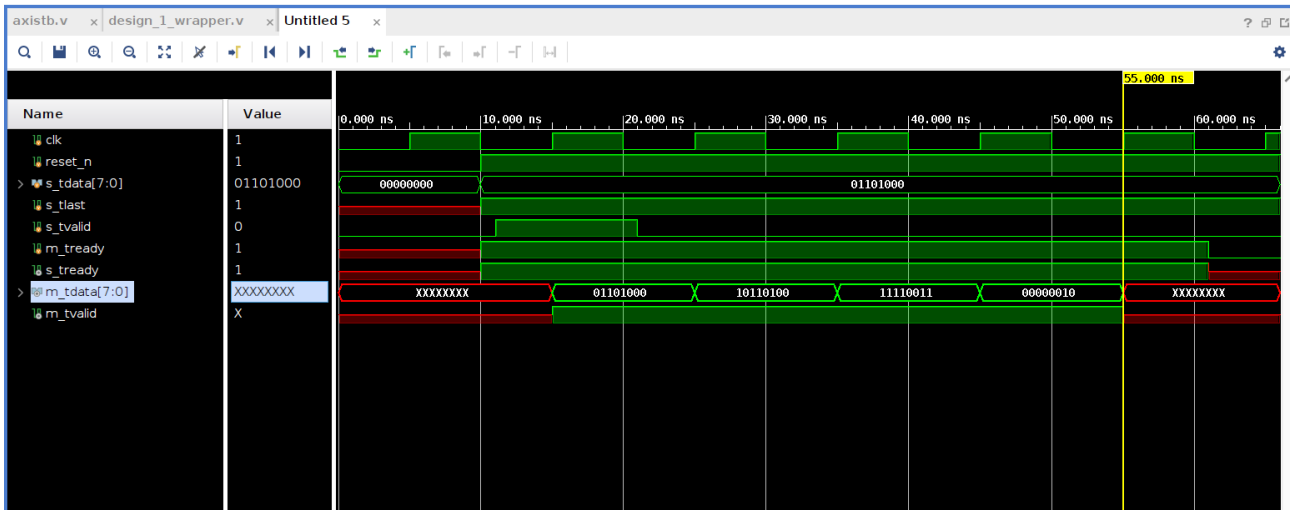 axistb.v x design_1_wrapper.v x Untitled 5 x ?
55.000 ns
Name Value
0.000 ns 10.000 ns 20.000 ns 30.000 ns 40.000 ns 50.000 ns 60.000 ns
clk 1
reset_n 1
s_tdata[7:0] 01101000 00000000 01101000
s_tlast 1
s_tvalid 0
m_tready 1
s_tready 1
m_tdata[7:0] XXXXXXXX XXXXXXXX 01101000 10110100 11110011 00000010 XXXXXXXX
m_tvalid X